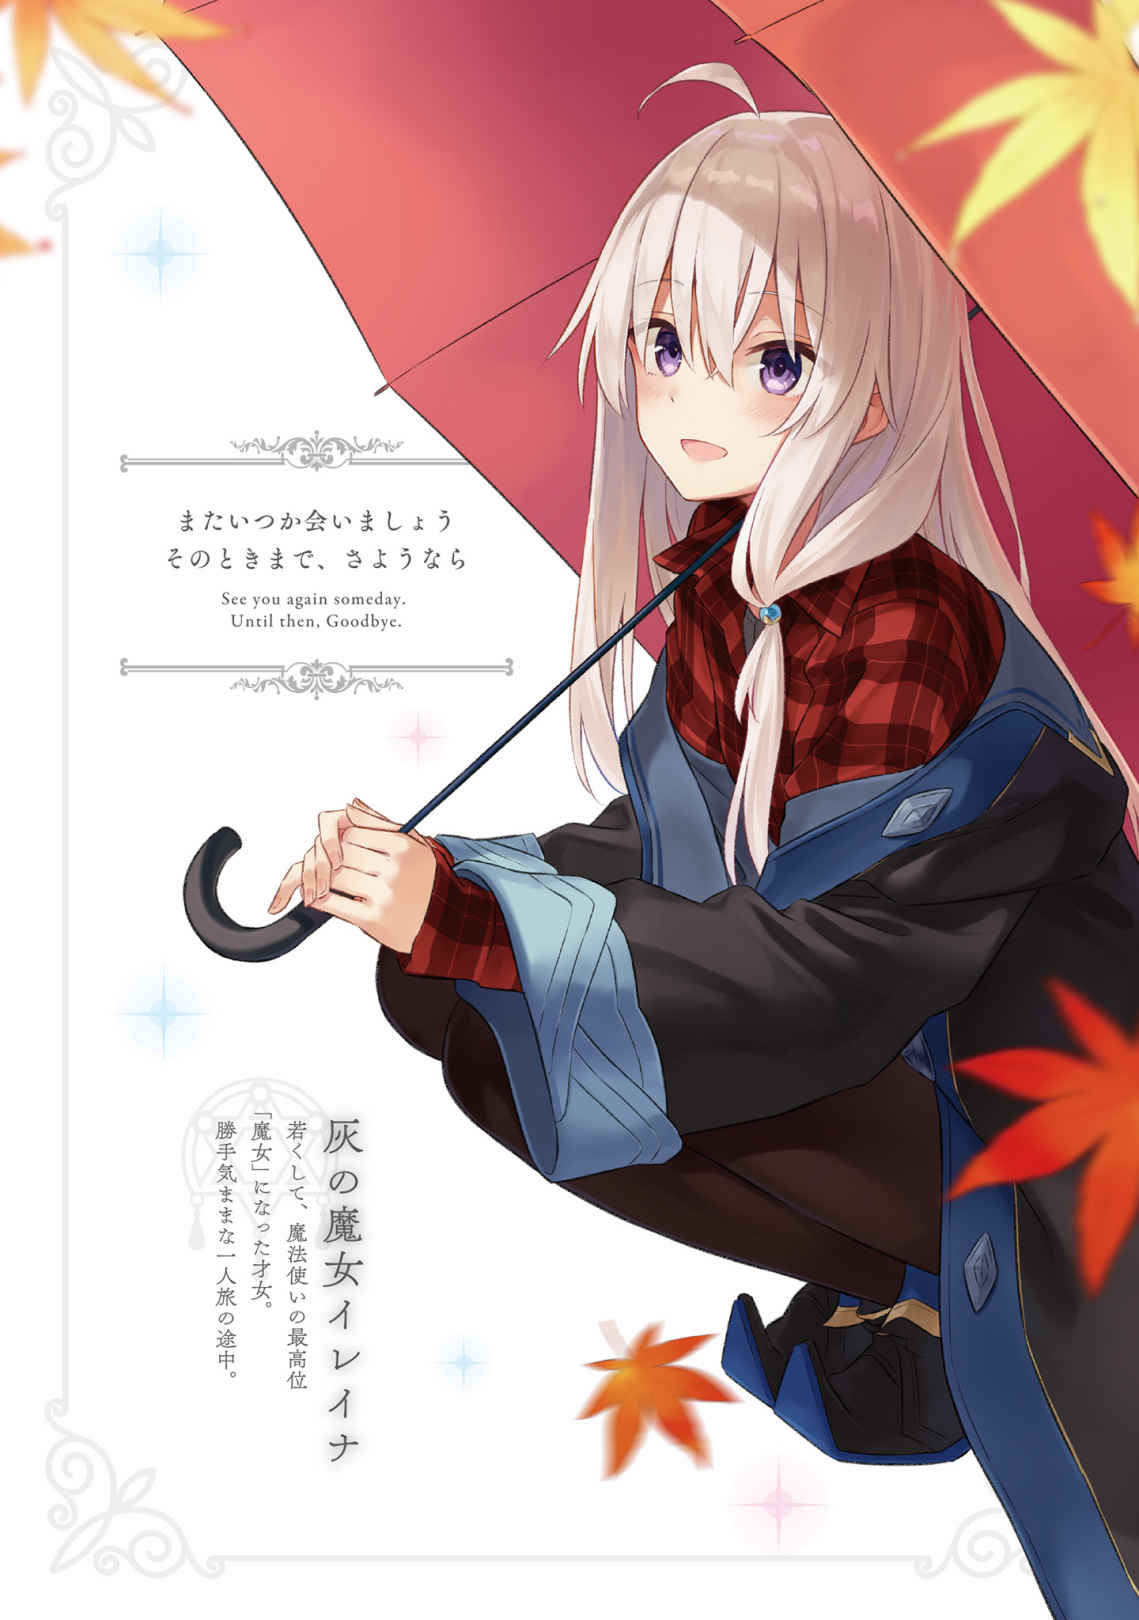 またいつか会いましょう
そのときまで、さようなら
See you again someday.
Until then, Goodbye.
灰の魔女イレイナ
若くして、魔法使いの最高位
「魔女」になった才女。
勝手気ままな一人旅の途中。